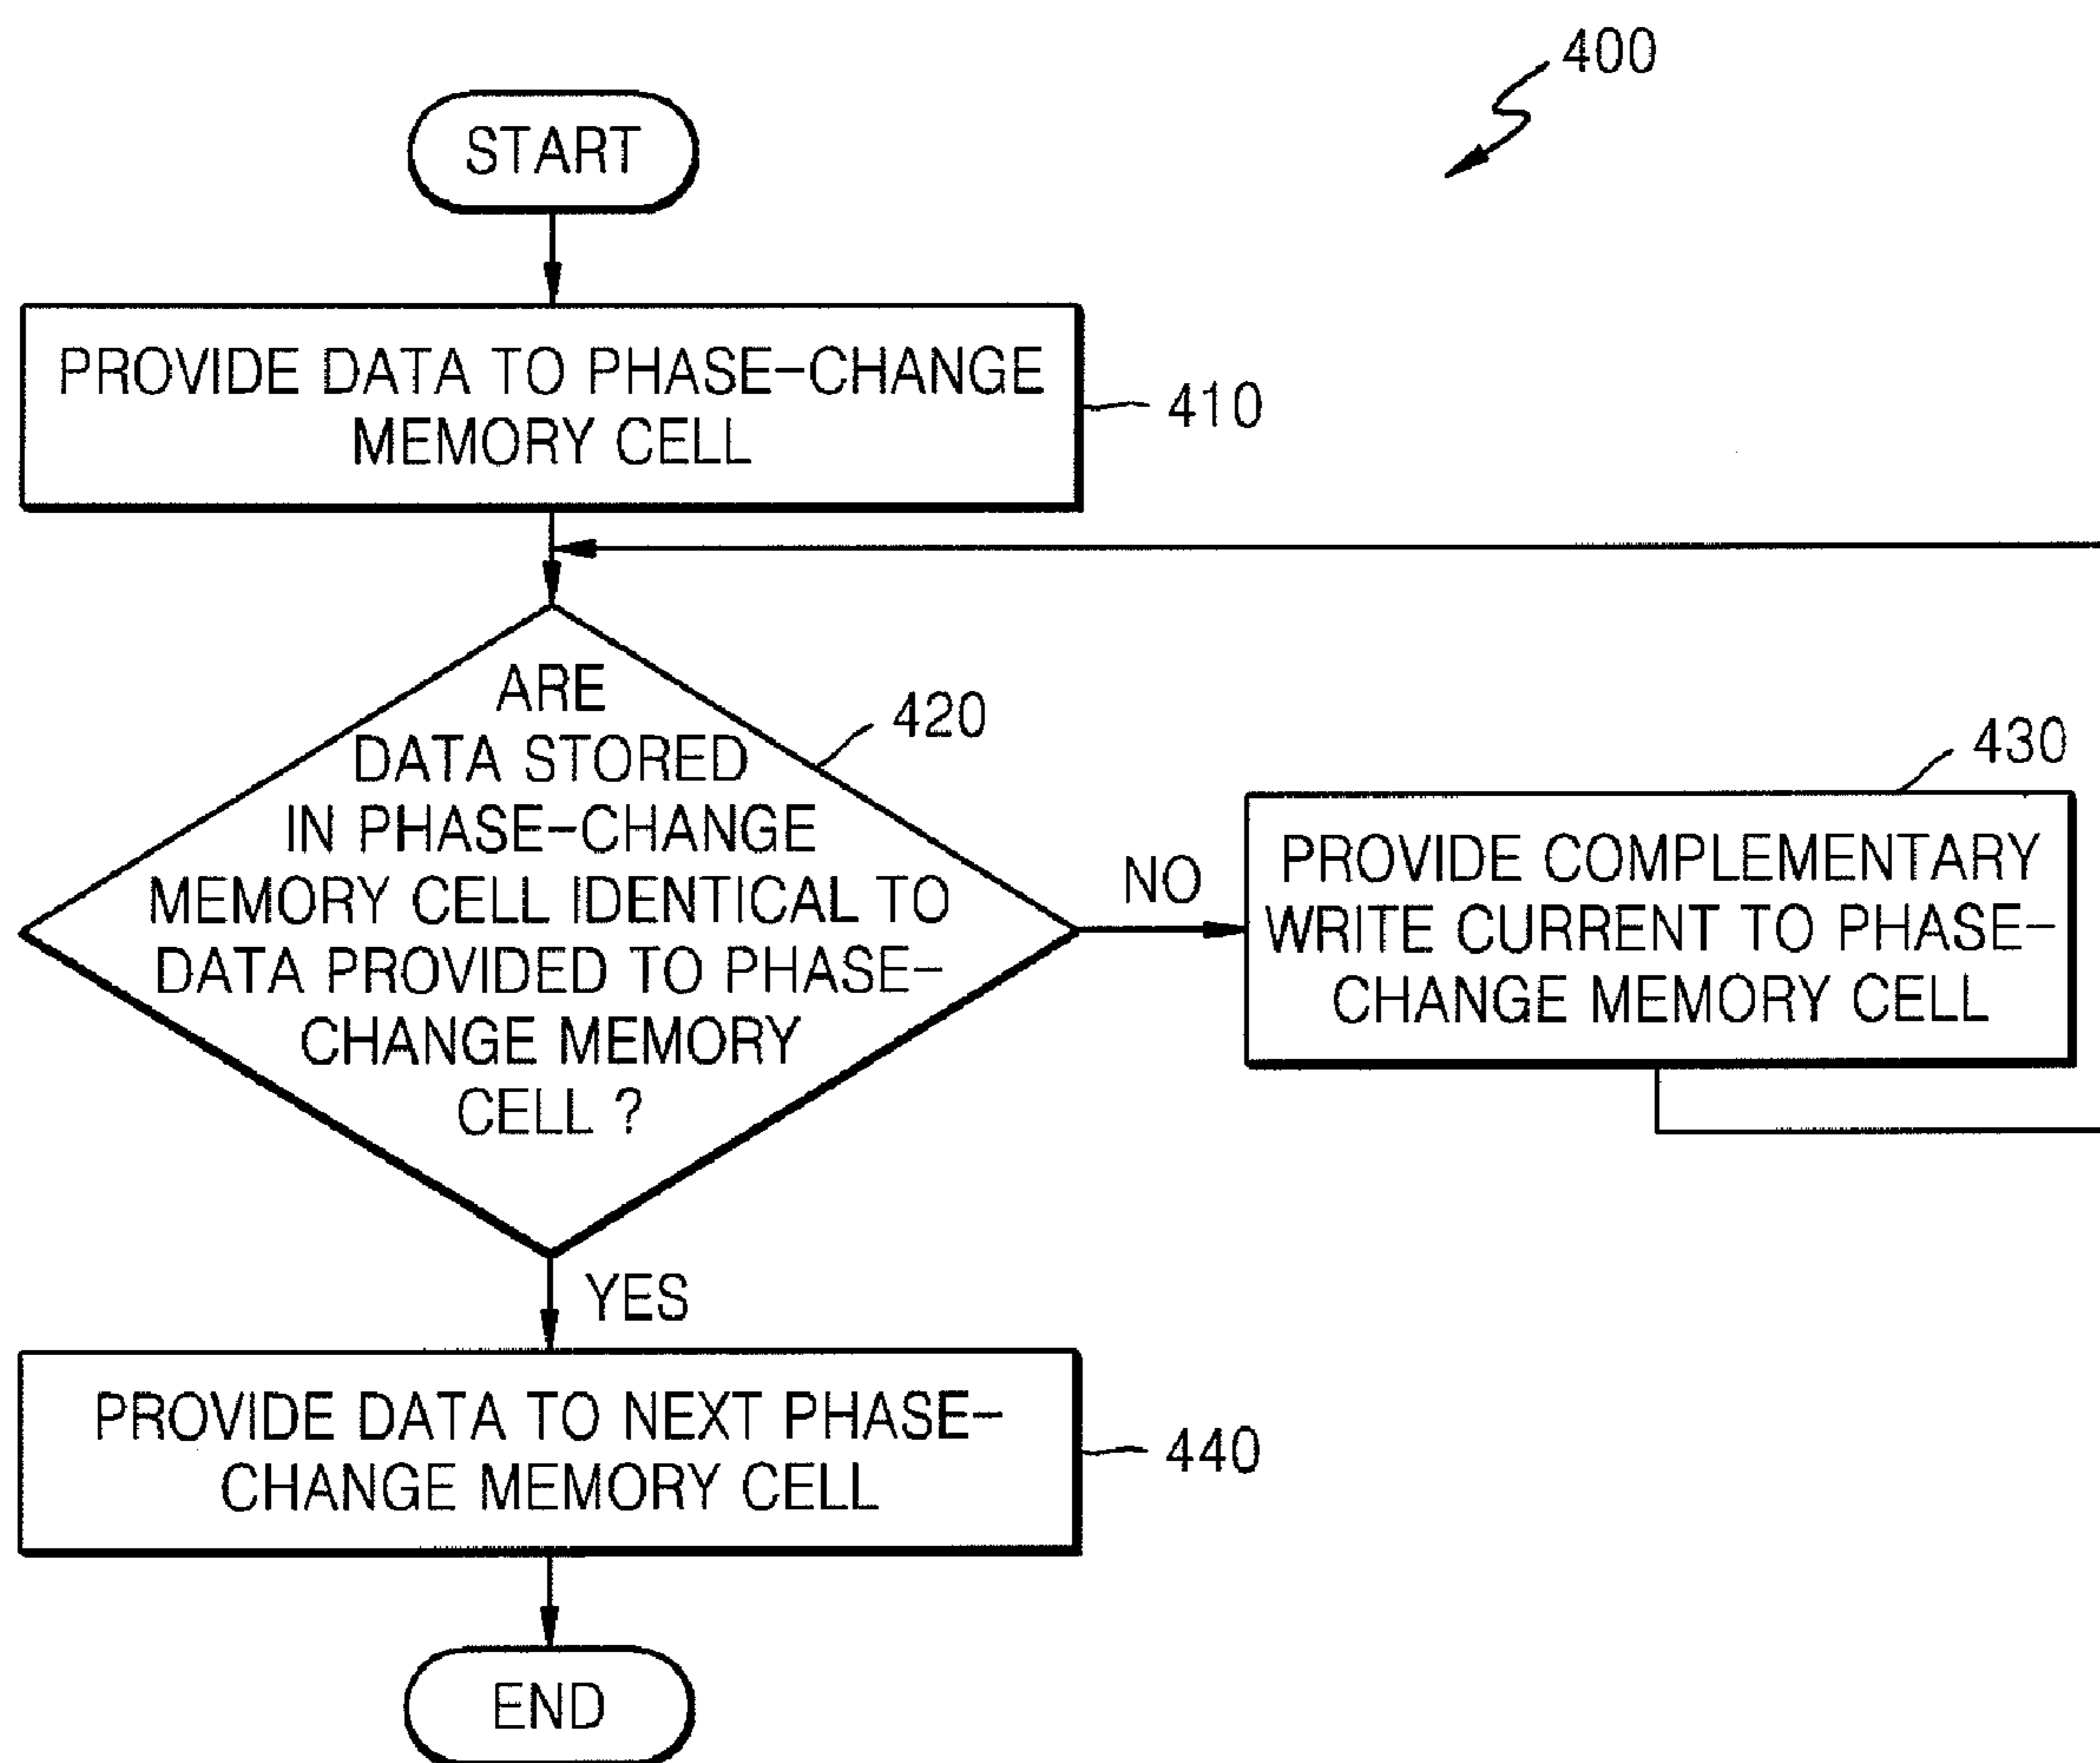 400
START
PROVIDE DATA TO PHASE-CHANGE
MEMORY CELL
410
ARE
DATA STORED
IN PHASE-CHANGE
MEMORY CELL IDENTICAL TO
DATA PROVIDED TO PHASE-
CHANGE MEMORY
CELL ?
420
NO
430
PROVIDE COMPLEMENTARY
WRITE CURRENT TO PHASE-
CHANGE MEMORY CELL
YES
PROVIDE DATA TO NEXT PHASE-
CHANGE MEMORY CELL
440
END